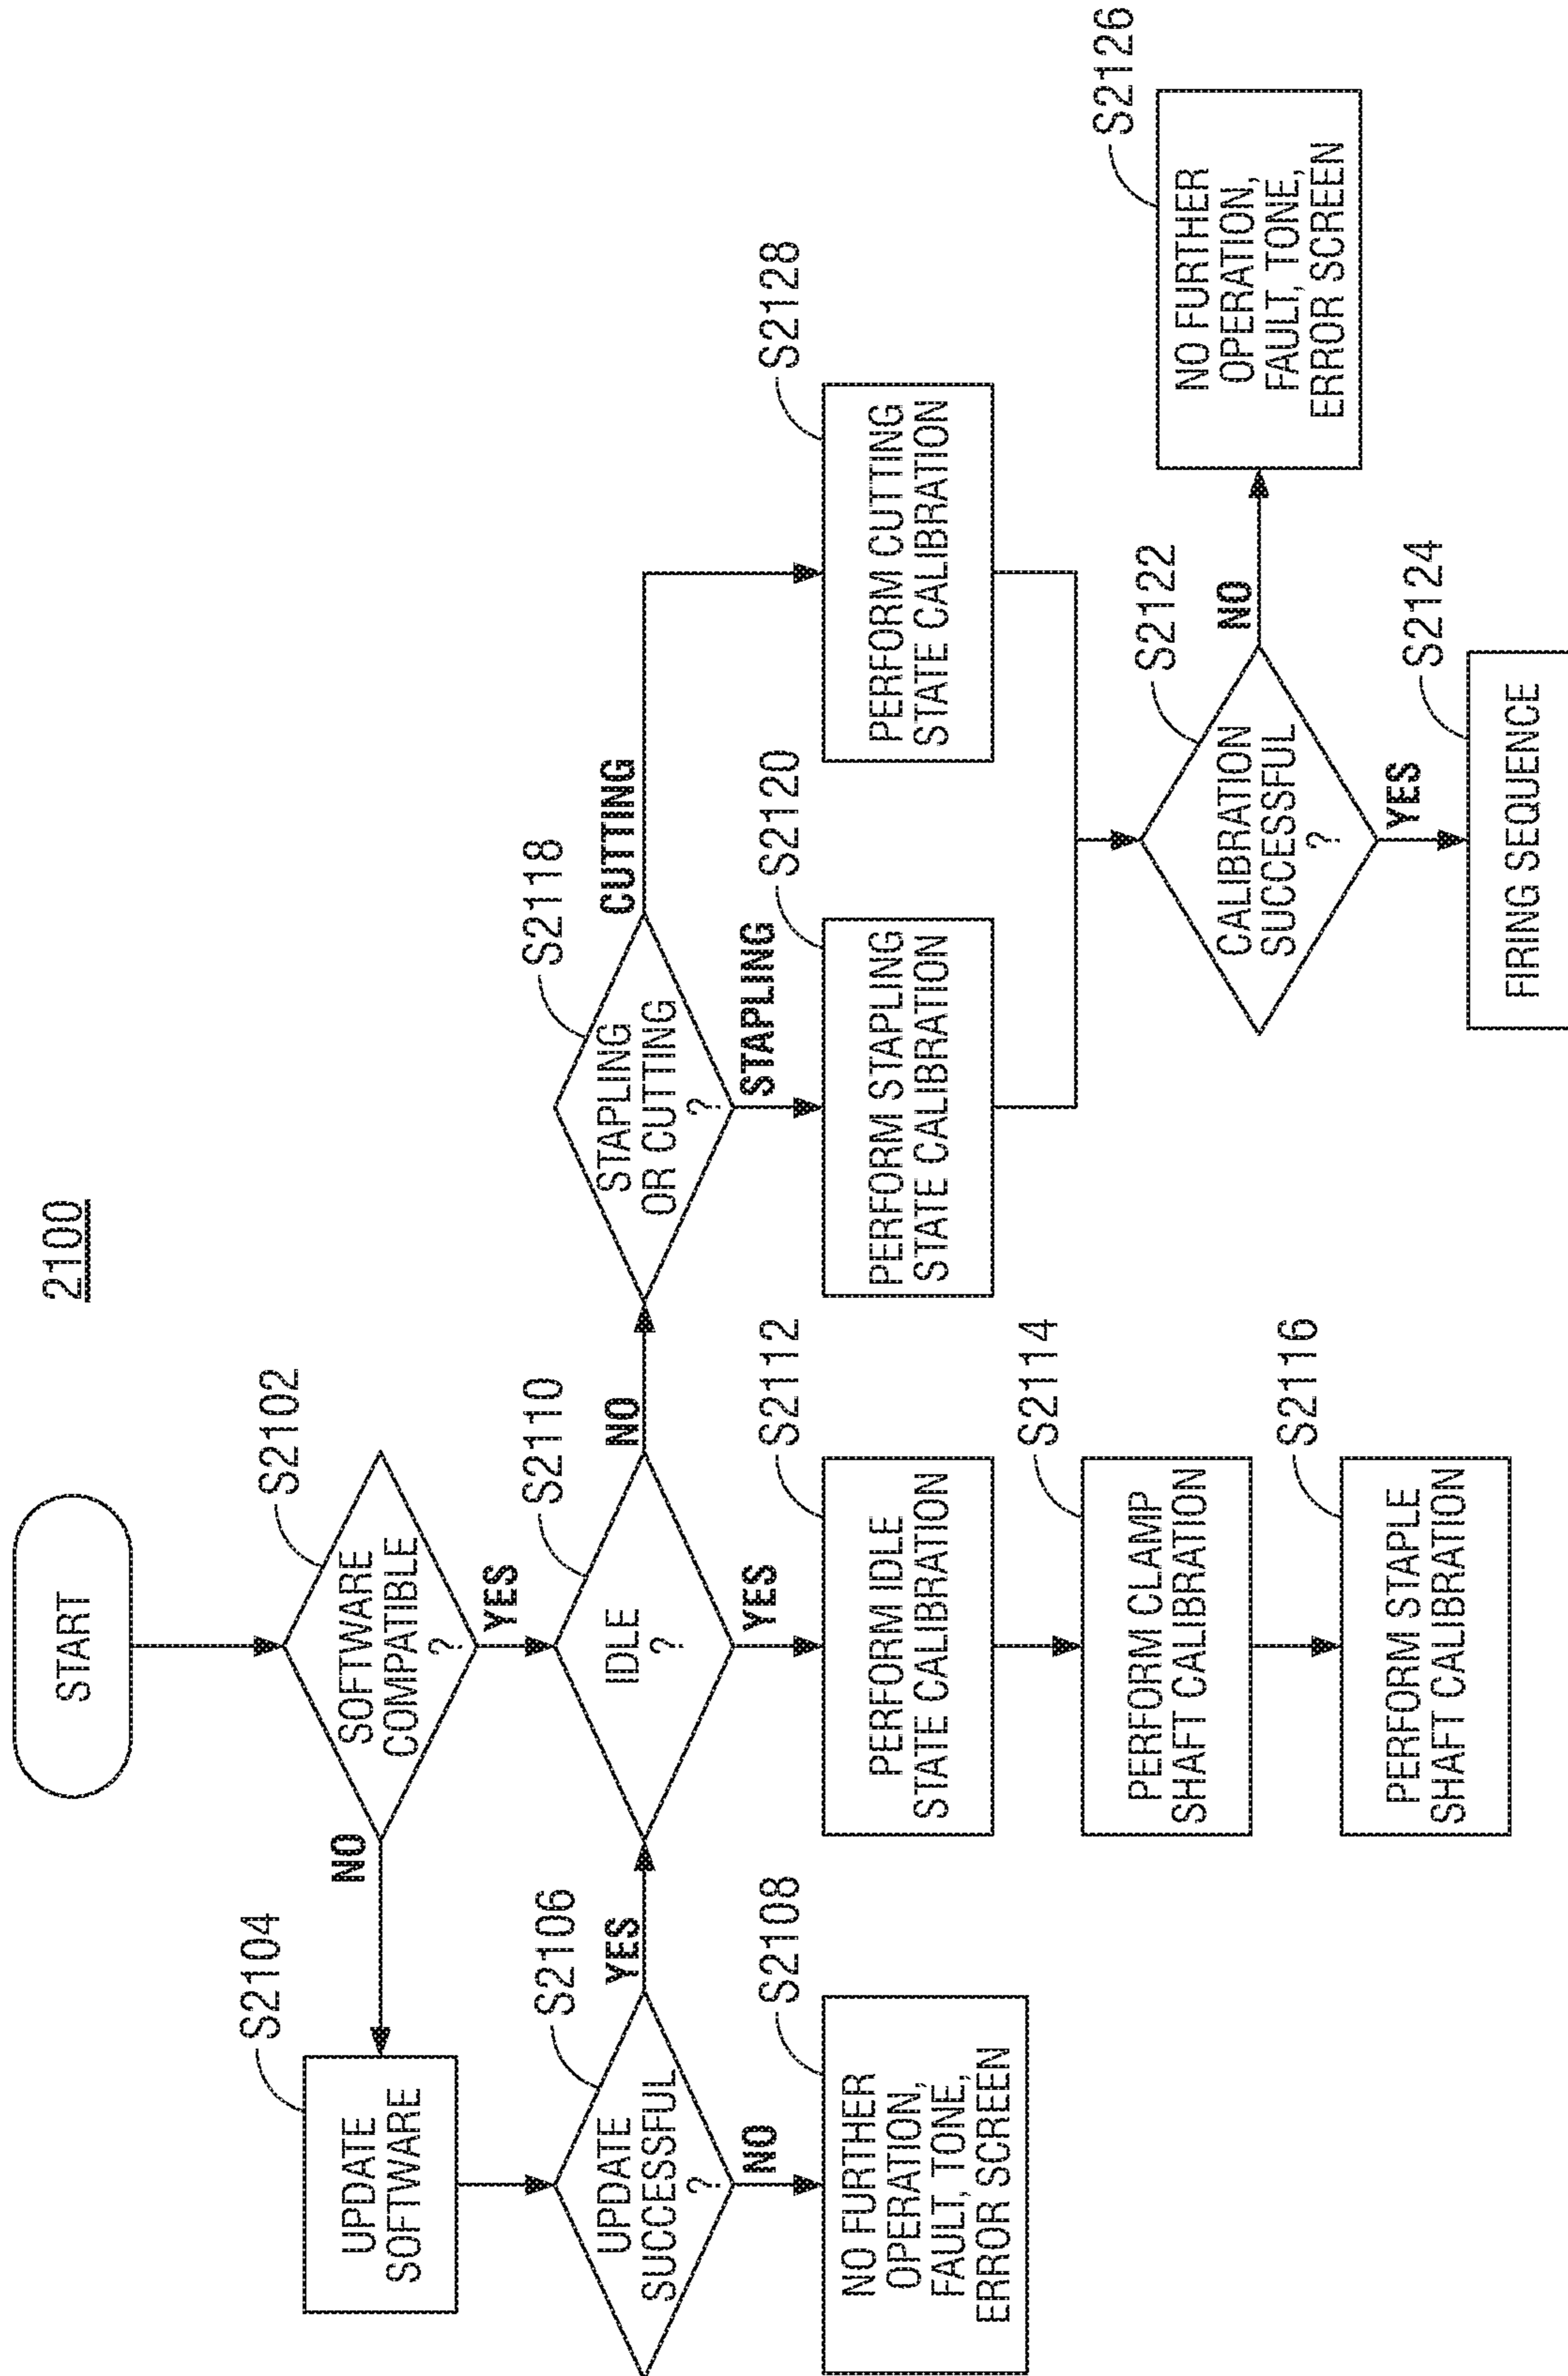 2100
START
S2102
SOFTWARE
COMPATIBLE
?
NO
YES
S2104
UPDATE
SOFTWARE
S2106
UPDATE
SUCCESSFUL
?
YES
NO
S2108
NO FURTHER
OPERATION,
FAULT, TONE,
ERROR SCREEN
S2110
IDLE
?
NO
YES
S2112
PERFORM IDLE
STATE CALIBRATION
S2114
PERFORM CLAMP
SHAFT CALIBRATION
S2116
PERFORM STAPLE
SHAFT CALIBRATION
S2118
STAPLING
OR CUTTING
?
CUTTING
STAPLING
S2120
PERFORM STAPLING
STATE CALIBRATION
S2128
PERFORM CUTTING
STATE CALIBRATION
S2122
CALIBRATION
SUCCESSFUL
?
NO
YES
S2126
NO FURTHER
OPERATION,
FAULT, TONE,
ERROR SCREEN
S2124
FIRING SEQUENCE